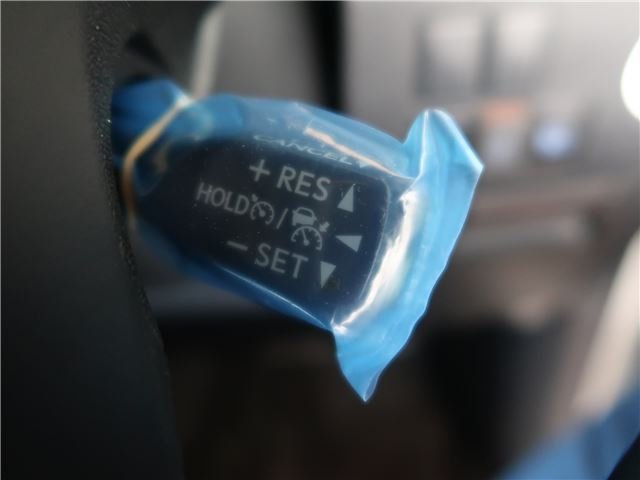 CANCEL
+ RES ▲
HOLD / ◀
− SET ▼